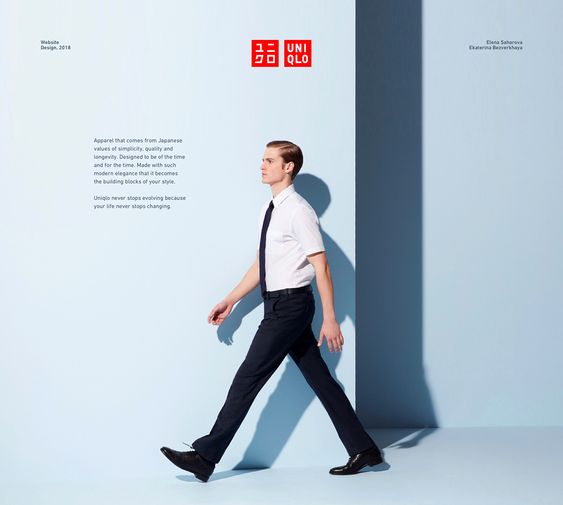 Website
Design, 2018
ユニ
クロ
UNI
QLO
Elena Saharova
Ekaterina Bezverkhaya
Apparel that comes from Japanese
values of simplicity, quality and
longevity. Designed to be of the time
and for the time. Made with such
modern elegance that it becomes
the building blocks of your style.
Uniqlo never stops evolving because
your life never stops changing.